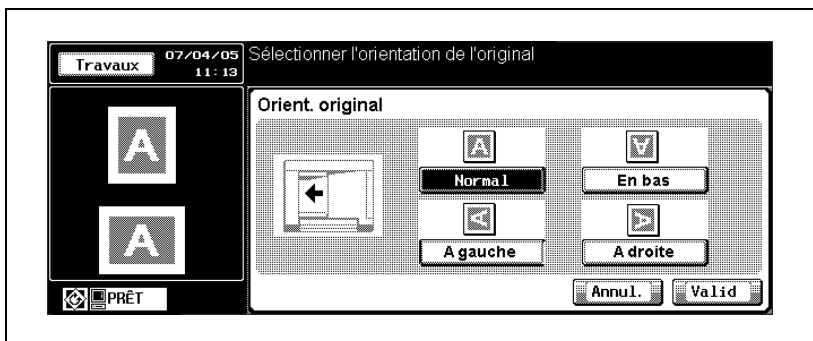 Travaux
07/04/05
11:13
Sélectionner l'orientation de l'original
Orient. original
A
A
A
Normal
A
En bas
A
A gauche
A
A droite
PRÊT
Annul.
Valid